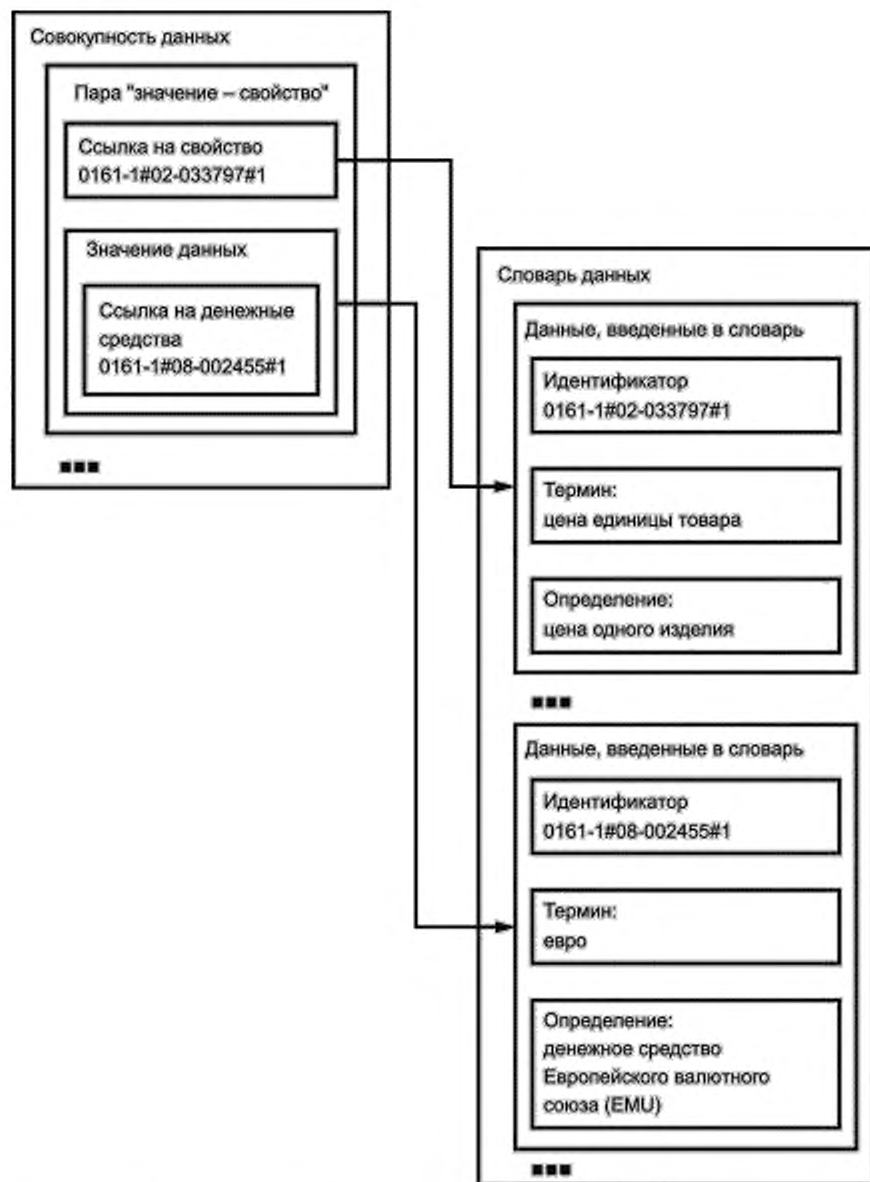 Совокупность данных
Пара "значение – свойство"
Ссылка на свойство
0161-1#02-033797#1
Значение данных
Ссылка на денежные
средства
0161-1#08-002455#1
Словарь данных
Данные, введенные в словарь
Идентификатор
0161-1#02-033797#1
Термин:
цена единицы товара
Определение:
цена одного изделия
Данные, введенные в словарь
Идентификатор
0161-1#08-002455#1
Термин:
евро
Определение:
денежное средство
Европейского валютного
союза (EMU)